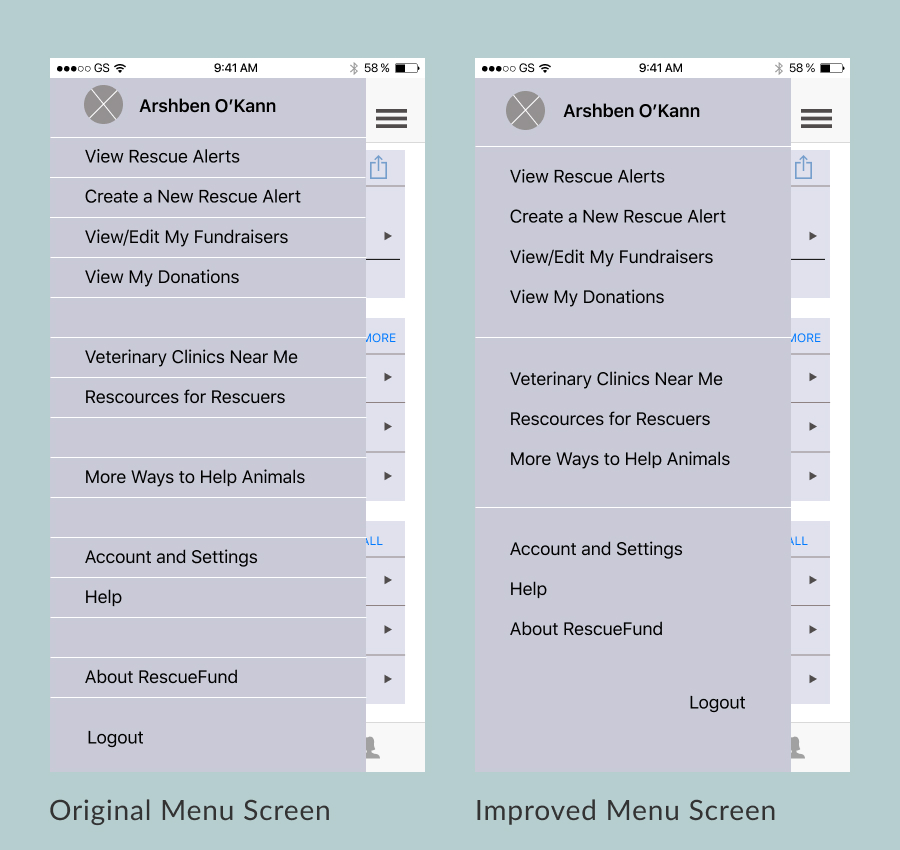 GS 9:41 AM 58 %
Arshben O'Kann
View Rescue Alerts
Create a New Rescue Alert
View/Edit My Fundraisers
View My Donations
MORE
Veterinary Clinics Near Me
Rescources for Rescuers
More Ways to Help Animals
ALL
Account and Settings
Help
About RescueFund
Logout
Original Menu Screen
GS 9:41 AM 58 %
Arshben O'Kann
View Rescue Alerts
Create a New Rescue Alert
View/Edit My Fundraisers
View My Donations
MORE
Veterinary Clinics Near Me
Rescources for Rescuers
More Ways to Help Animals
ALL
Account and Settings
Help
About RescueFund
Logout
Improved Menu Screen